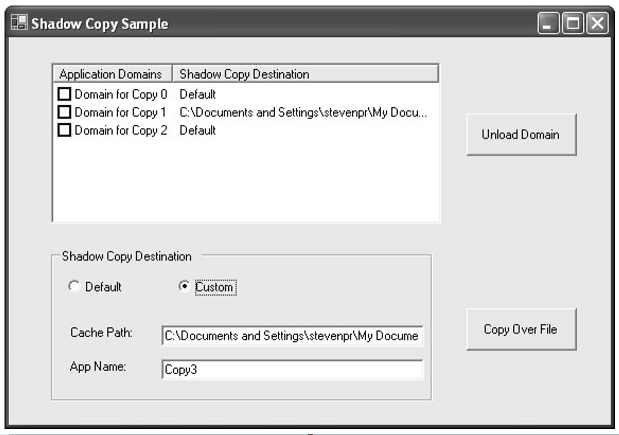 Shadow Copy Sample
Application Domains Shadow Copy Destination
Domain for Copy 0 Default
Domain for Copy 1 C:\Documents and Settings\stevenpr\My Docu...
Domain for Copy 2 Default
Unload Domain
Shadow Copy Destination
Default Custom
Cache Path: C:\Documents and Settings\stevenpr\My Docume
Copy Over File
App Name: Copy3